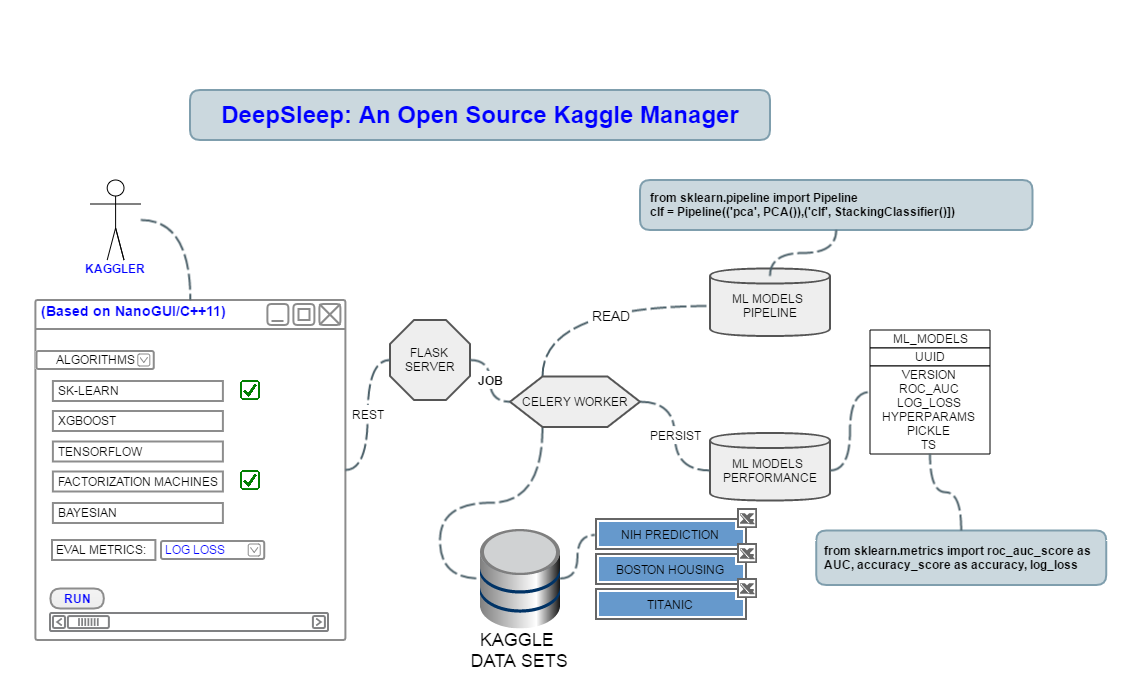 DeepSleep: An Open Source Kaggle Manager
KAGGLER
from sklearn.pipeline import Pipeline
clf = Pipeline(('pca', PCA()),('clf', StackingClassifier()])
(Based on NanoGUI/C++11)
ALGORITHMS
SK-LEARN
XGBOOST
TENSORFLOW
FACTORIZATION MACHINES
BAYESIAN
EVAL METRICS:
LOG LOSS
RUN
REST
FLASK
SERVER
JOB
CELERY WORKER
READ
ML MODELS
PIPELINE
PERSIST
ML MODELS
PERFORMANCE
ML_MODELS
UUID
VERSION
ROC_AUC
LOG_LOSS
HYPERPARAMS
PICKLE
TS
from sklearn.metrics import roc_auc_score as
AUC, accuracy_score as accuracy, log_loss
KAGGLE
DATA SETS
NIH PREDICTION
BOSTON HOUSING
TITANIC